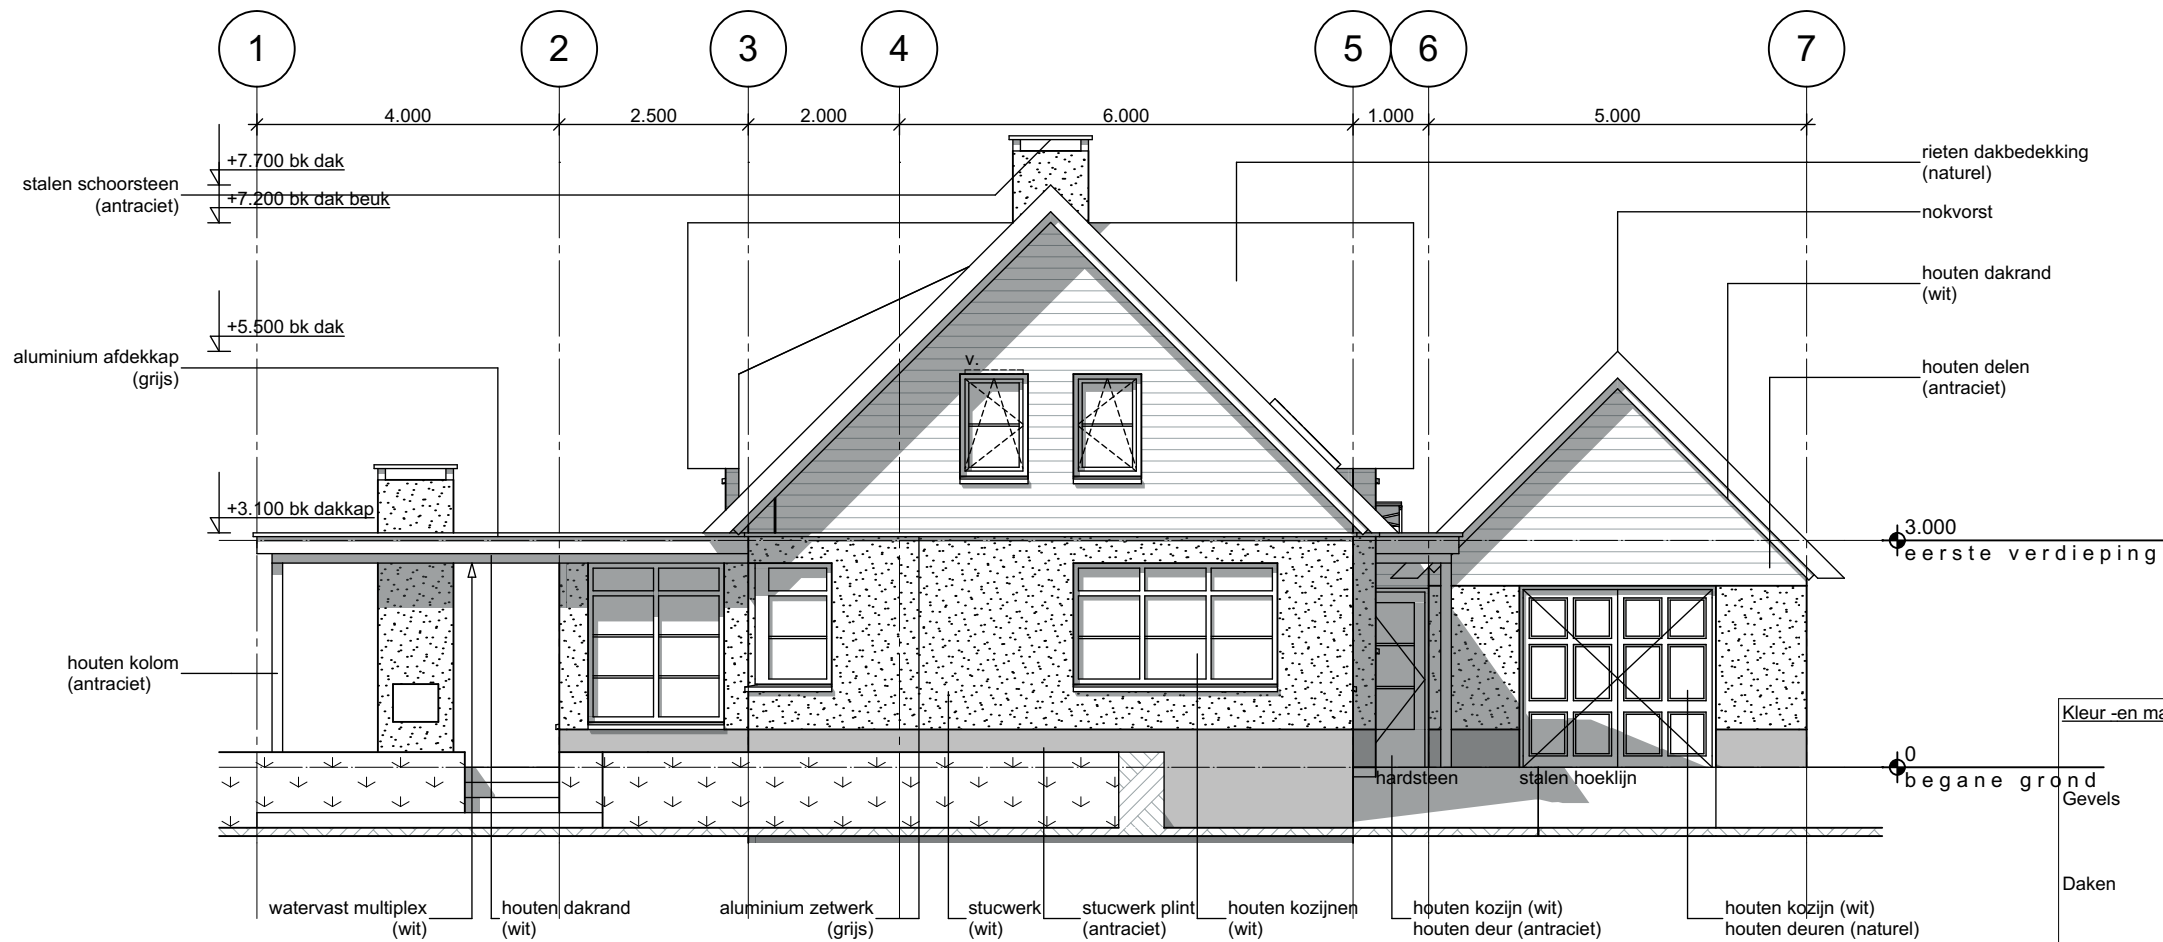 1 2 3 4 5 6 7
4.000 2.500 2.000 6.000 1.000 5.000
+7.700 bk dak
stalen schoorsteen
(antraciet)
+7.200 bk dak beuk
+5.500 bk dak
aluminium afdekkap
(grijs)
+3.100 bk dakkap
houten kolom
(antraciet)
v.
rieten dakbedekking
(naturel)
nokvorst
houten dakrand
(wit)
houten delen
(antraciet)
3.000
eerste verdieping
0
begane grond
hardsteen
stalen hoeklijn
watervast multiplex
(wit)
houten dakrand
(wit)
aluminium zetwerk
(grijs)
stucwerk
(wit)
stucwerk plint
(antraciet)
houten kozijnen
(wit)
houten kozijn (wit)
houten deur (antraciet)
houten kozijn (wit)
houten deuren (naturel)
Kleur -en ma
Gevels
Daken